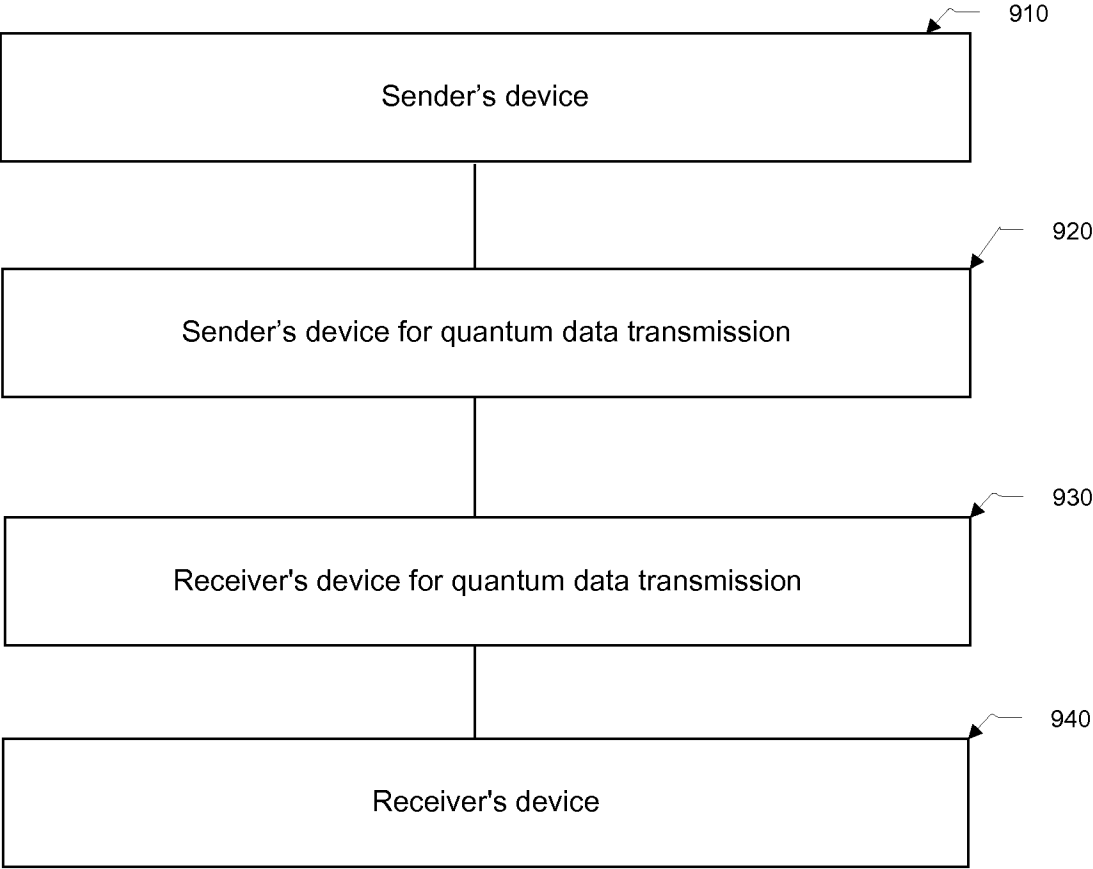 910
Sender’s device
920
Sender’s device for quantum data transmission
930
Receiver's device for quantum data transmission
940
Receiver's device